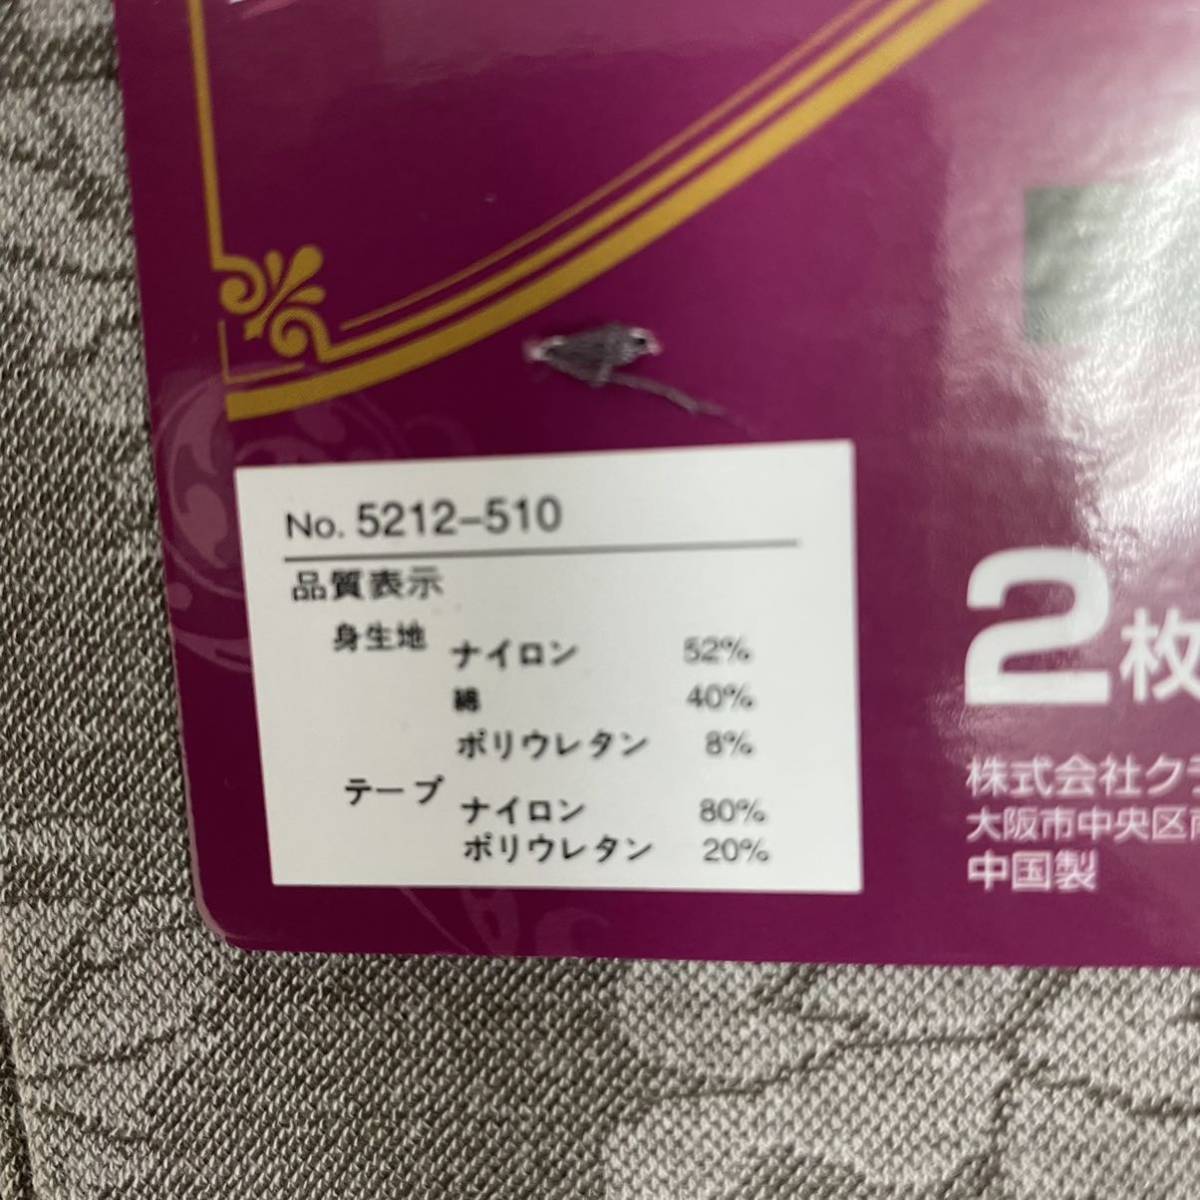 No. 5212-510
品質表示
身生地 ナイロン 52%
綿 40%
ポリウレタン 8%
テープ ナイロン 80%
ポリウレタン 20%
2枚
株式会社ク
大阪市中央区
中国製